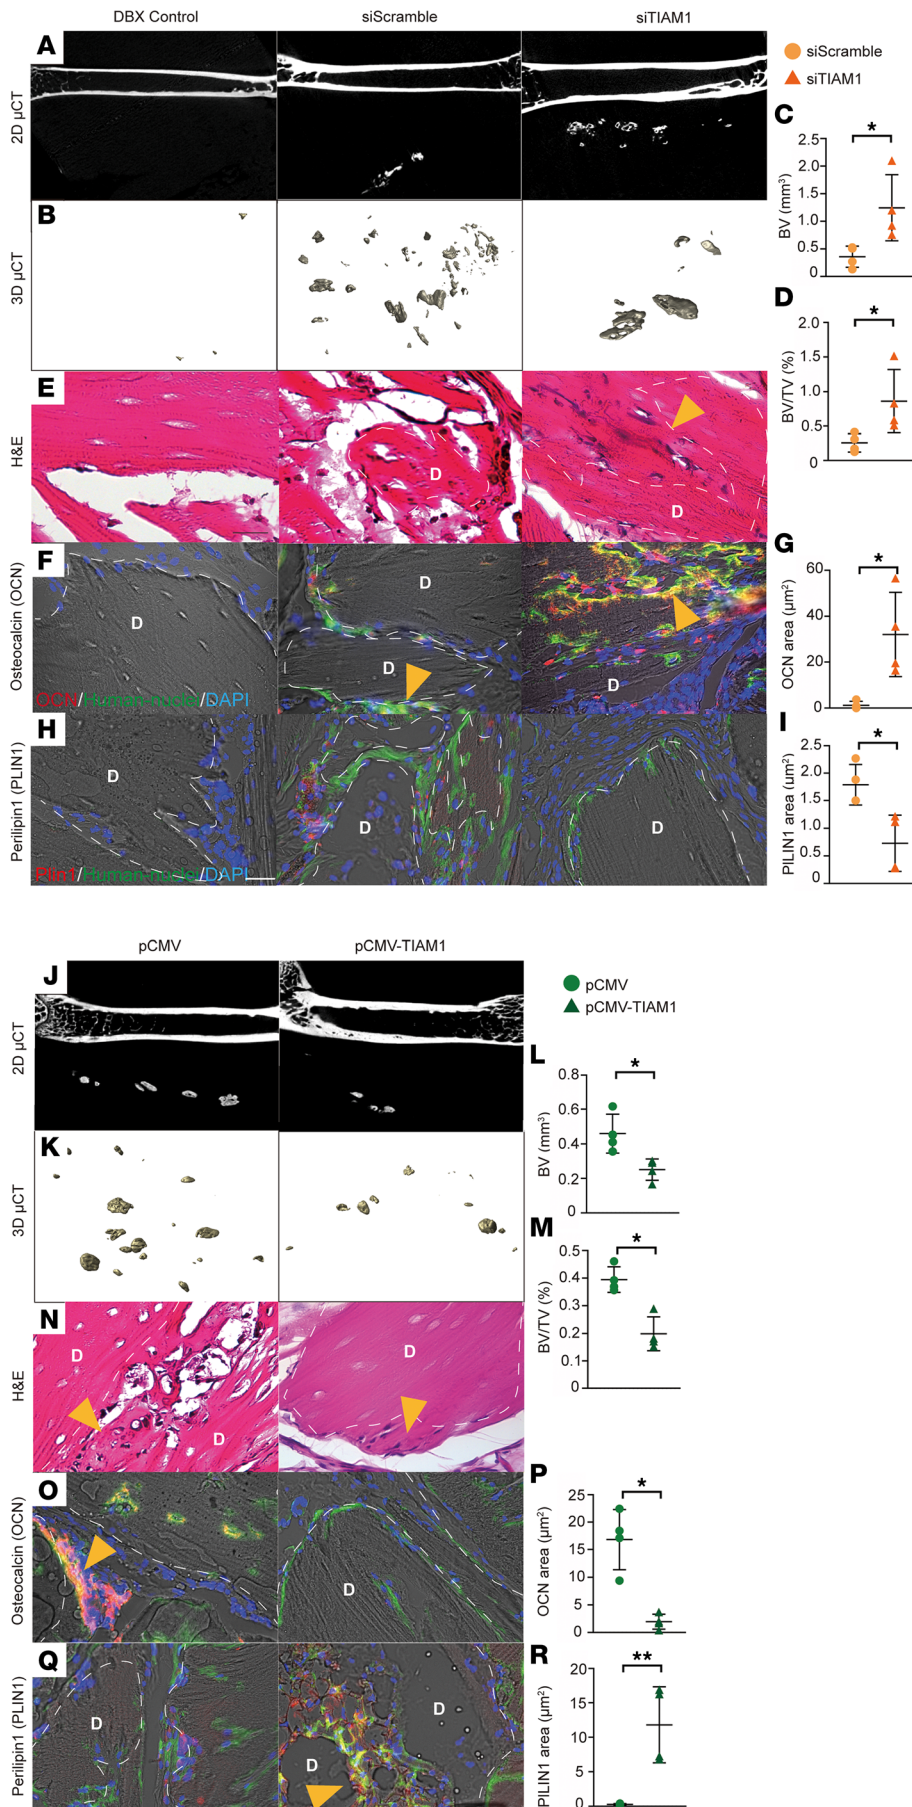 DBX Control siScramble siTIAM1
A
2D µCT
siScramble
siTIAM1
C
*
BV (mm³)
2.5
2.0
1.5
1.0
0.5
0
B
3D µCT
D
*
BV/TV (%)
2.0
1.5
1.0
0.5
0
E
H&E
D
D
F
Osteocalcin (OCN)
D
D
D
D
OCN/Human-nuclei/DAPI
G
*
OCN area (µm²)
60
40
20
0
H
Perilipin1 (PLIN1)
D
D
D
Plin1/Human-nuclei/DAPI
I
*
PILIN1 area (µm²)
2.5
2.0
1.5
1.0
0.5
0
pCMV pCMV-TIAM1
J
2D µCT
pCMV
pCMV-TIAM1
L
*
BV (mm³)
0.8
0.6
0.4
0.2
0
K
3D µCT
M
*
BV/TV (%)
0.5
0.4
0.3
0.2
0.1
0
N
H&E
D
D
D
O
Osteocalcin (OCN)
D
P
*
OCN area (µm²)
25
20
15
10
5
0
Q
Perilipin1 (PLIN1)
D
D
D
R
**
PILIN1 area (µm²)
20
15
10
5
0